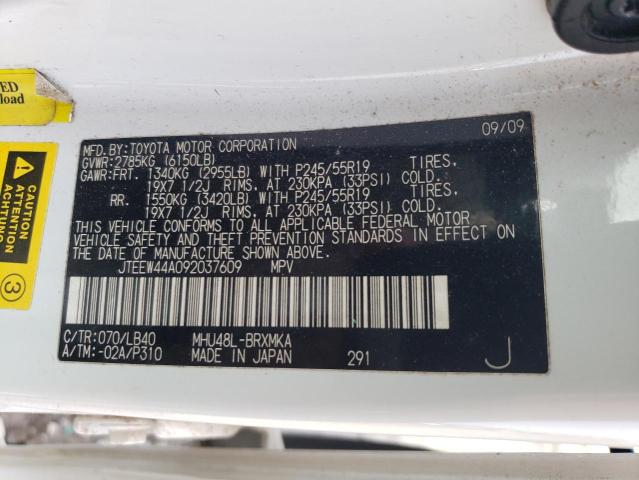 ED
load
ATTENTION
ACHTUNG
3
09/09
MFD.BY:TOYOTA MOTOR CORPORATION
GVWR:2785KG (6150LB)
GAWR:FRT. 1340KG (2955LB) WITH P245/55R19 TIRES,
19X7 1/2J RIMS, AT 230KPA (33PSI) COLD.
RR. 1550KG (3420LB) WITH P245/55R19 TIRES,
19X7 1/2J RIMS, AT 230KPA (33PSI) COLD.
THIS VEHICLE CONFORMS TO ALL APPLICABLE FEDERAL MOTOR
VEHICLE SAFETY AND THEFT PREVENTION STANDARDS IN EFFECT ON
THE DATE OF MANUFACTURE SHOWN ABOVE.
JTEEW44A092037609 MPV
C/TR:070/LB40 MHU48L-BRXMKA
A/TM:-02A/P310 MADE IN JAPAN 291 J